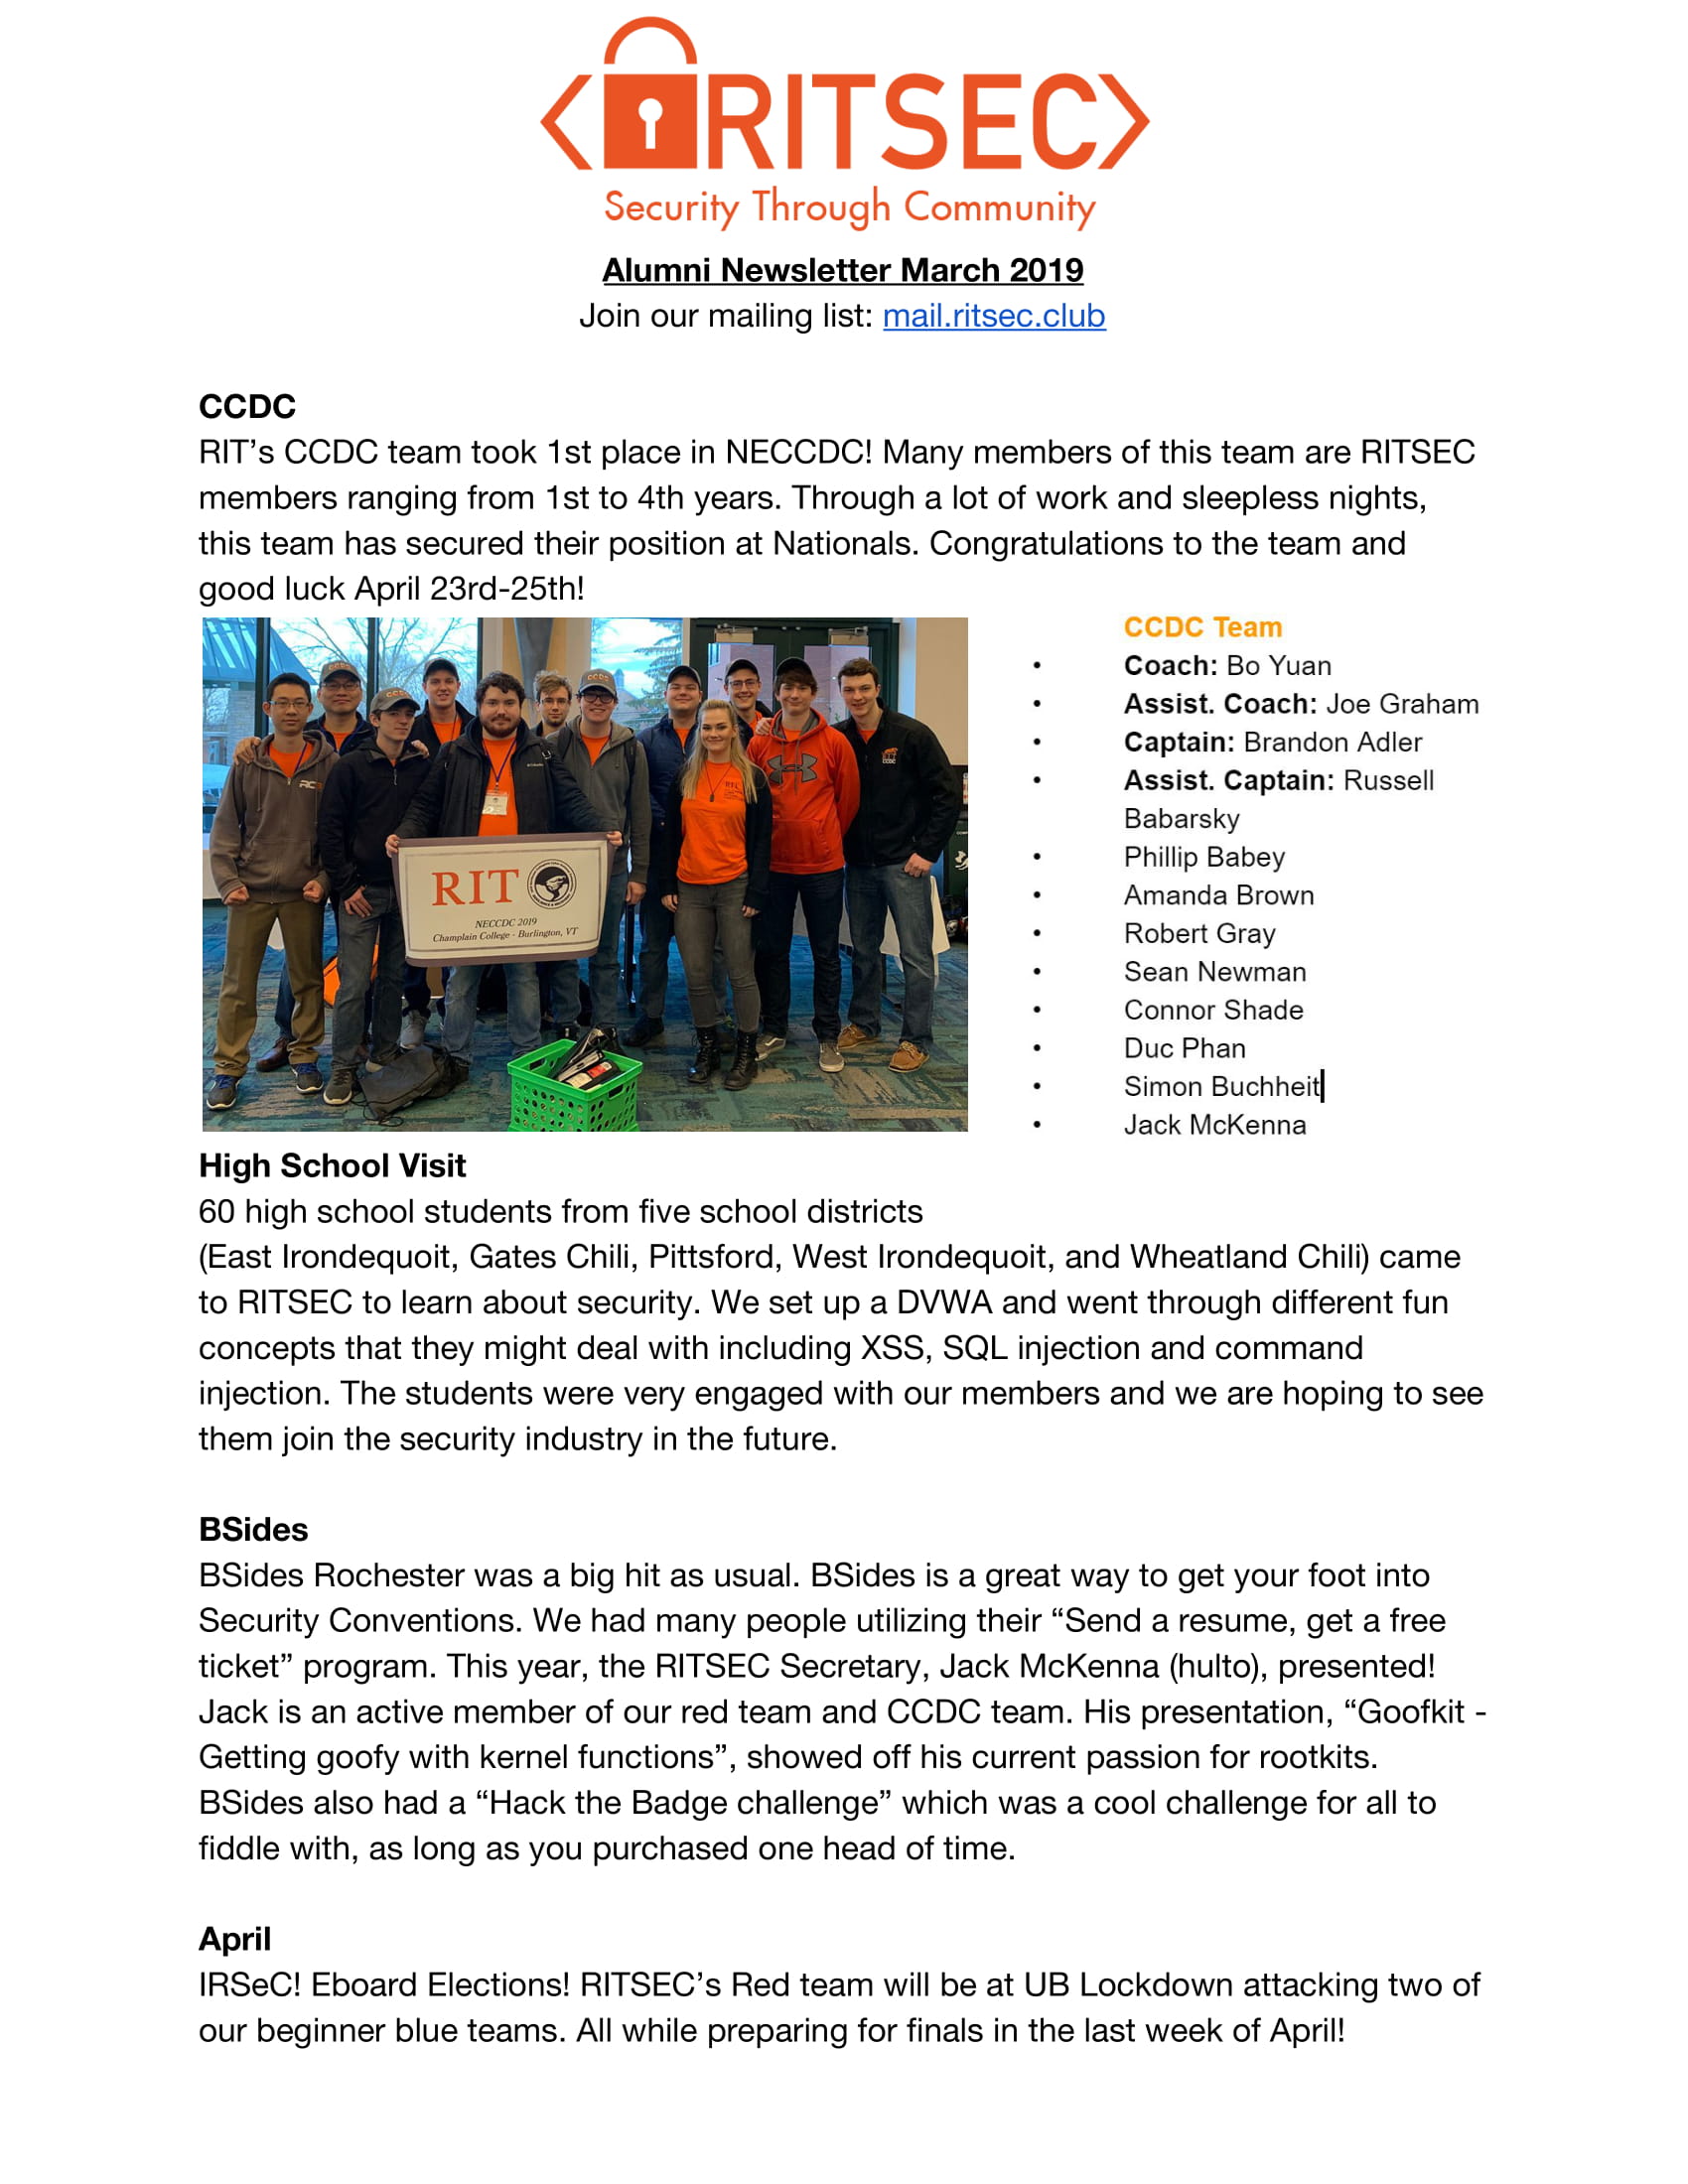 RITSEC
Security Through Community
Alumni Newsletter March 2019
Join our mailing list: mail.ritsec.club
CCDC
RIT’s CCDC team took 1st place in NECCDC! Many members of this team are RITSEC
members ranging from 1st to 4th years. Through a lot of work and sleepless nights,
this team has secured their position at Nationals. Congratulations to the team and
good luck April 23rd-25th!
RIT
NECCDC 2019
Champlain College - Burlington, VT
CCDC Team
• Coach: Bo Yuan
• Assist. Coach: Joe Graham
• Captain: Brandon Adler
• Assist. Captain: Russell
Babarsky
• Phillip Babey
• Amanda Brown
• Robert Gray
• Sean Newman
• Connor Shade
• Duc Phan
• Simon Buchheit
• Jack McKenna
High School Visit
60 high school students from five school districts
(East Irondequoit, Gates Chili, Pittsford, West Irondequoit, and Wheatland Chili) came
to RITSEC to learn about security. We set up a DVWA and went through different fun
concepts that they might deal with including XSS, SQL injection and command
injection. The students were very engaged with our members and we are hoping to see
them join the security industry in the future.
BSides
BSides Rochester was a big hit as usual. BSides is a great way to get your foot into
Security Conventions. We had many people utilizing their “Send a resume, get a free
ticket” program. This year, the RITSEC Secretary, Jack McKenna (hulto), presented!
Jack is an active member of our red team and CCDC team. His presentation, “Goofkit -
Getting goofy with kernel functions”, showed off his current passion for rootkits.
BSides also had a “Hack the Badge challenge” which was a cool challenge for all to
fiddle with, as long as you purchased one head of time.
April
IRSeC! Eboard Elections! RITSEC’s Red team will be at UB Lockdown attacking two of
our beginner blue teams. All while preparing for finals in the last week of April!